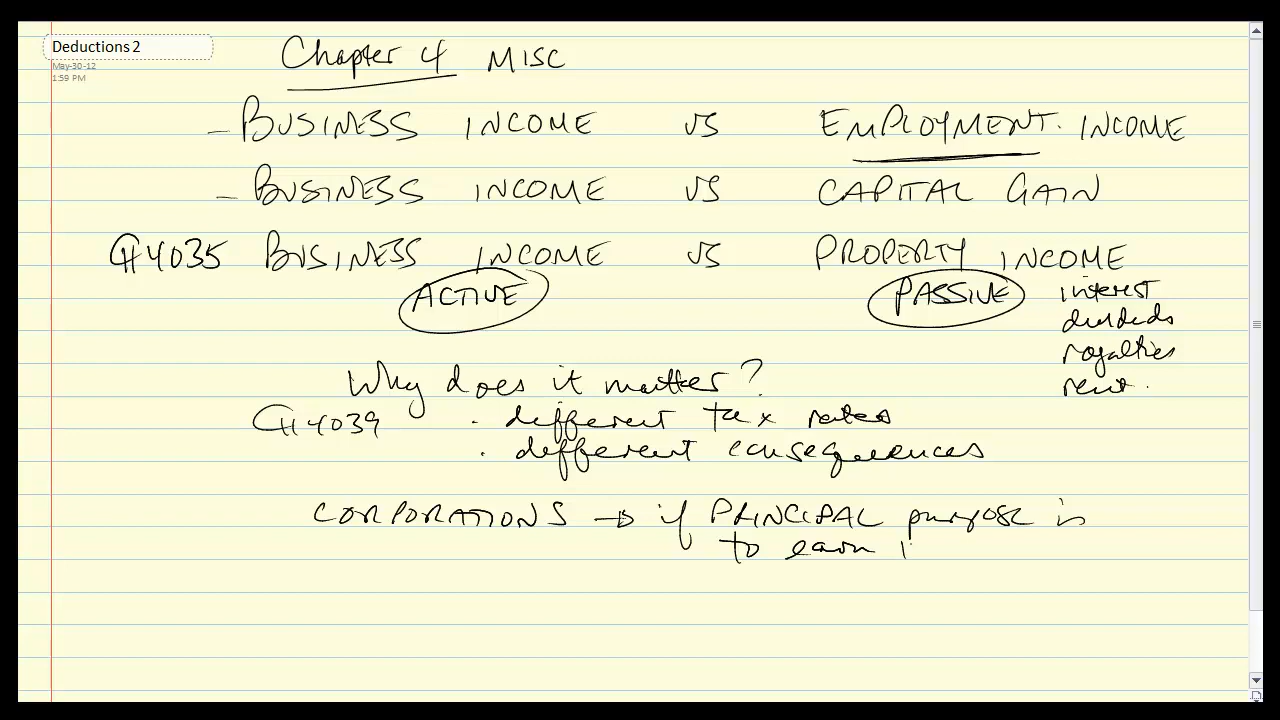 Deductions 2
May-30-12
1:59 PM
Chapter 4 MISC
- BUSINESS INCOME VS EMPLOYMENT. INCOME
- BUSINESS INCOME VS CAPITAL GAIN
¶4035 BUSINESS INCOME VS PROPERTY INCOME
ACTIVE PASSIVE interest
dividends
royalties
rent.
Why does it matter?
¶4039 . different tax rates
. different consequences
CORPORATIONS → if PRINCIPAL purpose is
to earn